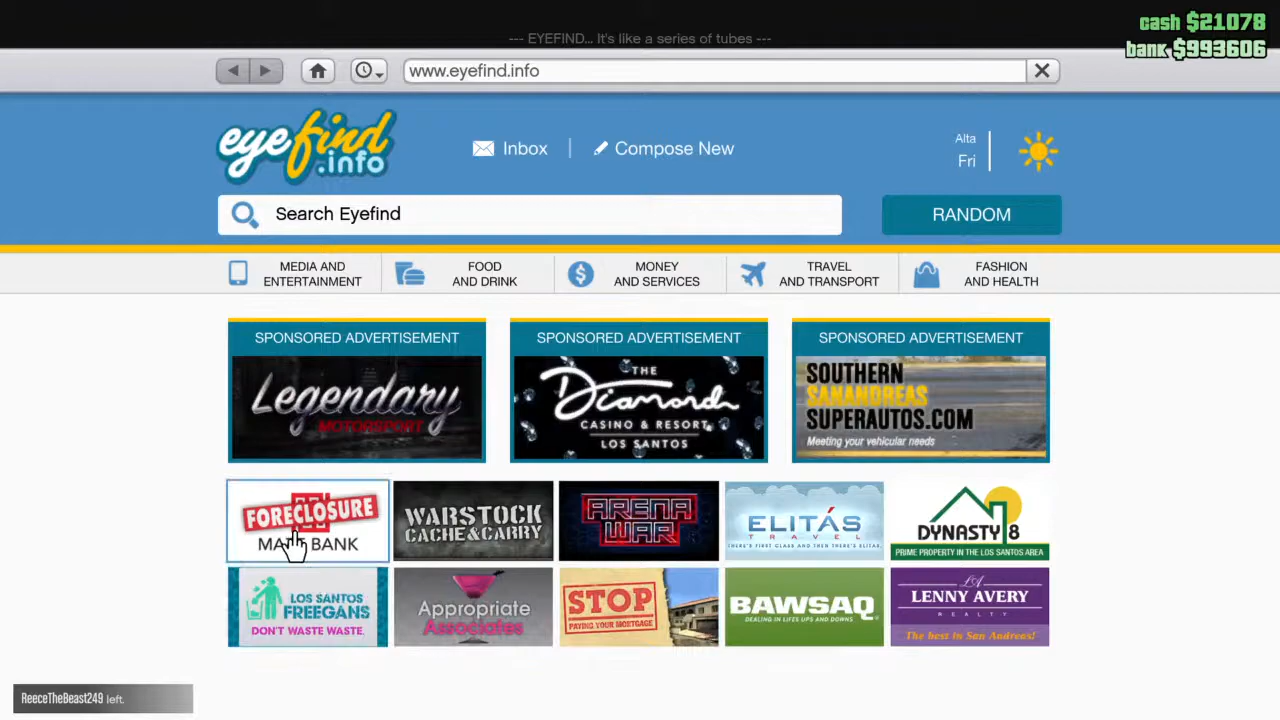 cash $21078
--- EYEFIND... It's like a series of tubes ---
bank $993606
www.eyefind.info
eyefind
.info
Inbox
Compose New
Alta
Fri
Search Eyefind
RANDOM
MEDIA AND
ENTERTAINMENT
FOOD
AND DRINK
MONEY
AND SERVICES
TRAVEL
AND TRANSPORT
FASHION
AND HEALTH
SPONSORED ADVERTISEMENT
Legendary
MOTORSPORT
SPONSORED ADVERTISEMENT
THE
Diamond
CASINO & RESORT
LOS SANTOS
SPONSORED ADVERTISEMENT
SOUTHERN
SANANDREAS
SUPERAUTOS.COM
Meeting your vehicular needs
FORECLOSURE
BANK
WARSTOCK
CACHE&CARRY
ARENA
WAR
ELITÁS
TRAVEL
THERE'S FIRST CLASS AND THEN THERE'S ELITÁS
DYNASTY 8
PRIME PROPERTY IN THE LOS SANTOS AREA
LOS SANTOS
FREEGANS
DON'T WASTE WASTE.
Appropriate
Associates
STOP
PAYING YOUR MORTGAGE
BAWSAQ
DEALING IN LIFES UPS AND DOWNS
LA
LENNY AVERY
REALTY
The best in San Andreas!
ReeceTheBeast249 left.